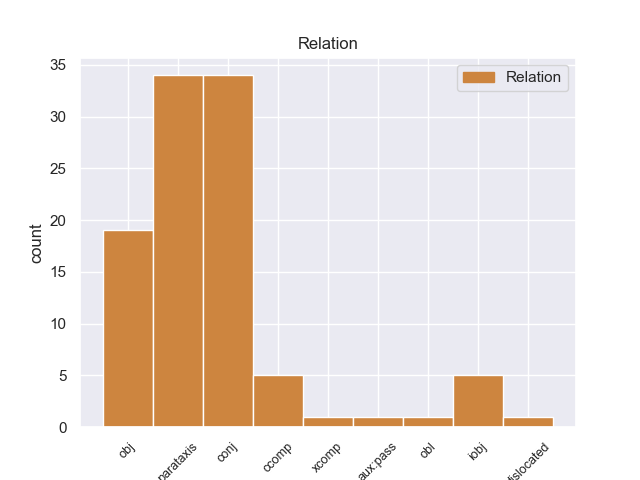 Relation
Relation
count
35
30
25
20
15
10
5
0
obj
parataxis
conj
ccomp
xcomp
aux:pass
obl
iobj